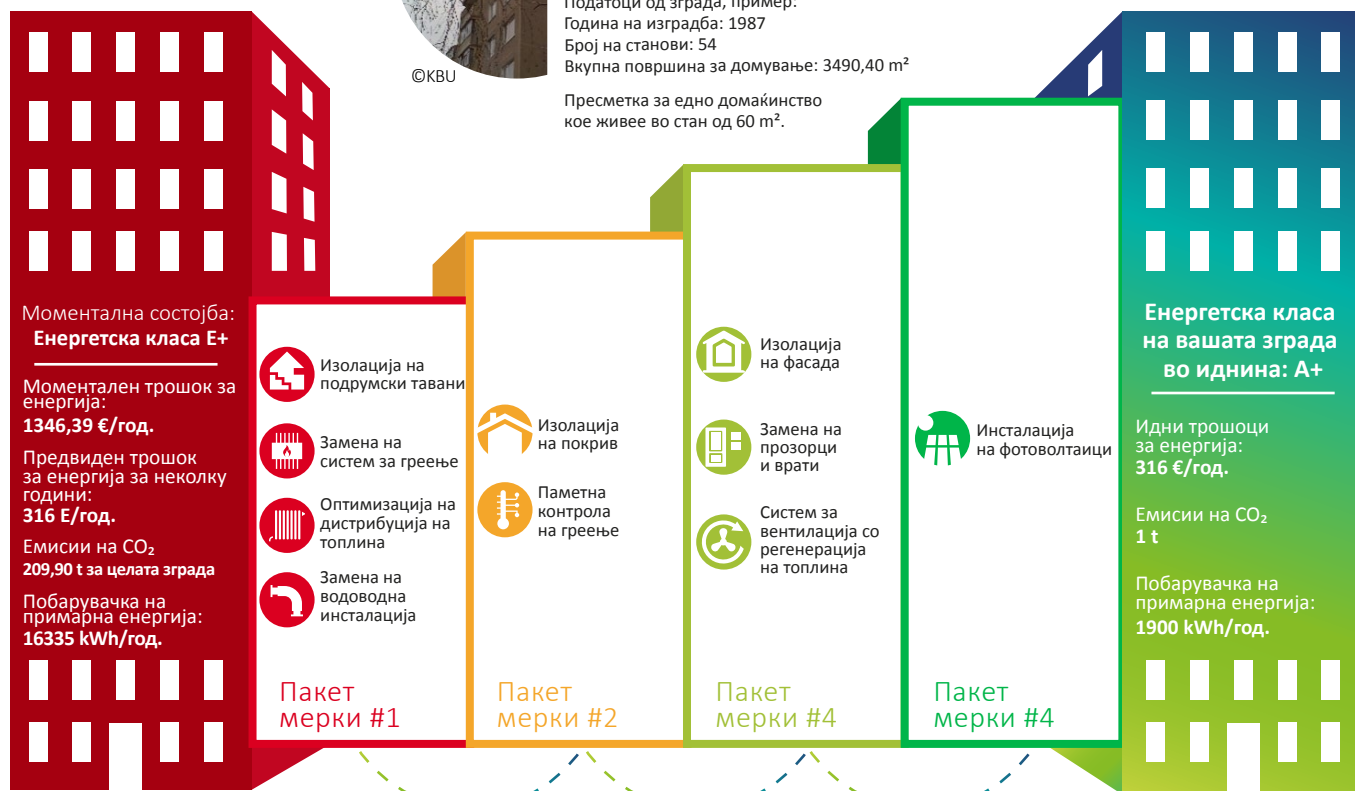 Податоци од зграда, пример:
Година на изградба: 1987
Број на станови: 54
Вкупна површина за домување: 3490,40 m²
Пресметка за едно домаќинство
кое живее во стан од 60 m².
©KBU
Моментална состојба:
Енергетска класа E+
Моментален трошок за
енергија:
1346,39 €/год.
Предвиден трошок
за енергија за неколку
години:
316 E/год.
Емисии на CO₂
209,90 t за целата зграда
Побарувачка на
примарна енергија:
16335 kWh/год.
Изолација на
подрумски тавани
Замена на
систем за греење
Оптимизација на
дистрибуција на
топлина
Замена на
водоводна
инсталација
Пакет
мерки #1
Изолација
на покрив
Паметна
контрола
на греење
Пакет
мерки #2
Изолација
на фасада
Замена на
прозорци
и врати
Систем за
вентилација со
регенерација
на топлина
Пакет
мерки #4
Инсталација
на фотоволтаици
Пакет
мерки #4
Енергетска класа
на вашата зграда
во иднина: A+
Идни трошоци
за енергија:
316 €/год.
Емисии на CO₂
1 t
Побарувачка на
примарна енергија:
1900 kWh/год.